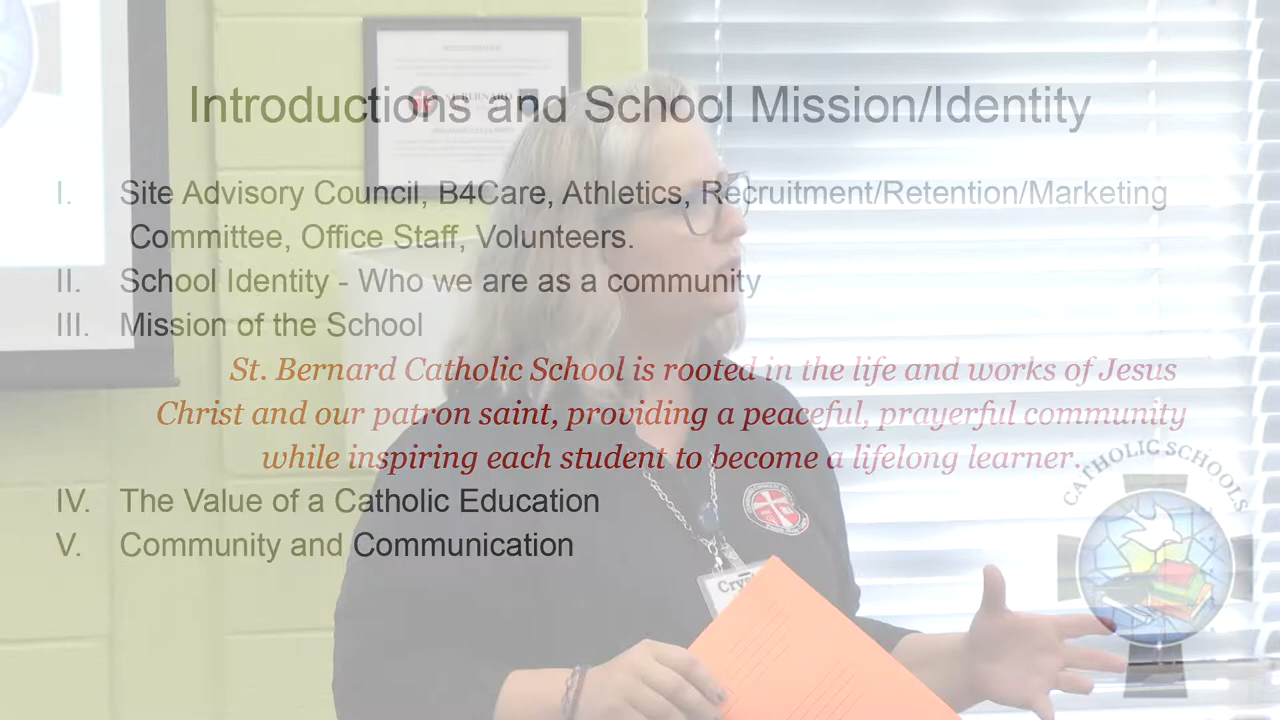 Introductions and School Mission/Identity
ST. BERNARD
I. Site Advisory Council, B4Care, Athletics, Recruitment/Retention/Marketing
Committee, Office Staff, Volunteers.
II. School Identity - Who we are as a community
III. Mission of the School
St. Bernard Catholic School is rooted in the life and works of Jesus
Christ and our patron saint, providing a peaceful, prayerful community
while inspiring each student to become a lifelong learner.
CATHOLIC SCHOOLS
IV. The Value of a Catholic Education
V. Community and Communication